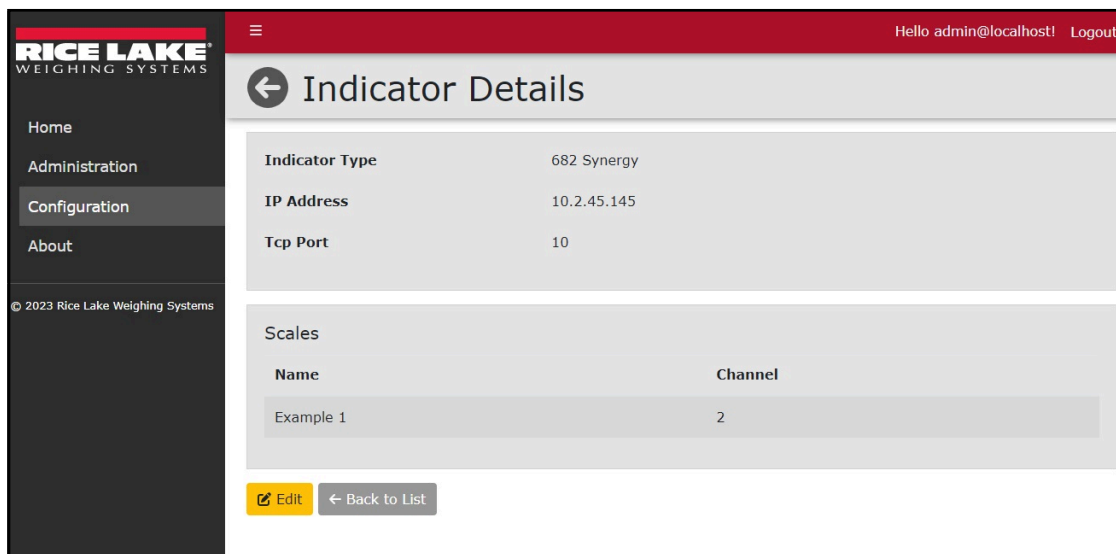 RICE LAKE
WEIGHING SYSTEMS
Home
Administration
Configuration
About
© 2023 Rice Lake Weighing Systems
Hello admin@localhost! Logout
Indicator Details
Indicator Type 682 Synergy
IP Address 10.2.45.145
Tcp Port 10
Scales
Name Channel
Example 1 2
Edit ← Back to List